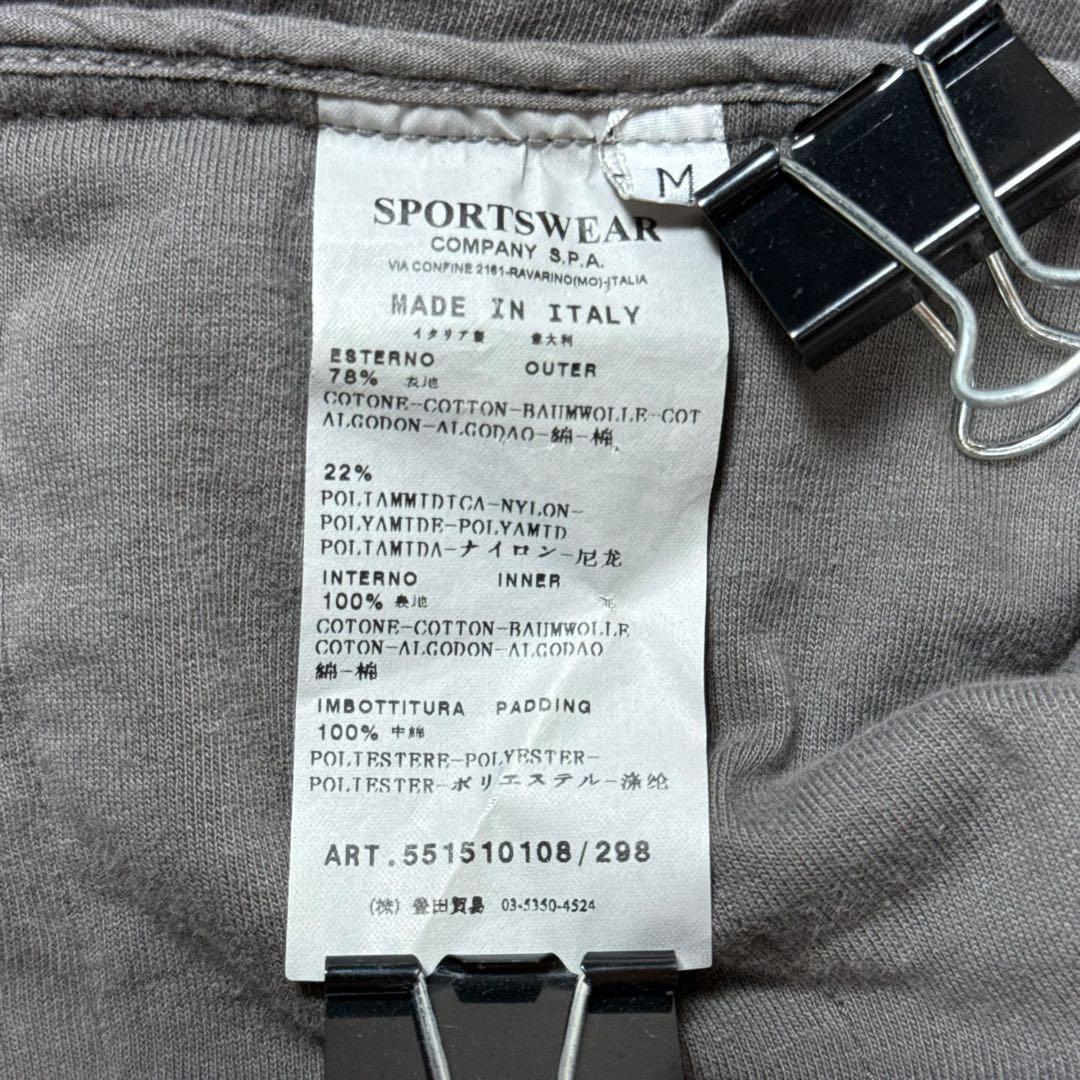 M
SPORTSWEAR
COMPANY S.P.A.
VIA CONFINE 2161-RAVARINO(MO)-ITALIA
MADE IN ITALY
イタリア製 意大利
ESTERNO OUTER
78% 表地
COTONE-COTTON-BAUMWOLLE-COT
ALGODON-ALGODAO-綿-棉
22%
POLIAMMIDICA-NYLON-
POLYAMIDE-POLYAMID
POLIAMIDA-ナイロン-尼龙
INTERNO INNER
100% 裏地
COTONE-COTTON-BAUMWOLLE
COTON-ALGODON-ALGODAO
綿-棉
IMBOTTITURA PADDING
100% 中綿
POLIESTERE-POLYESTER-
POLIESTER-ポリエステル-涤纶
ART.551510108/298
(株) 豊田貿易 03-5350-4524